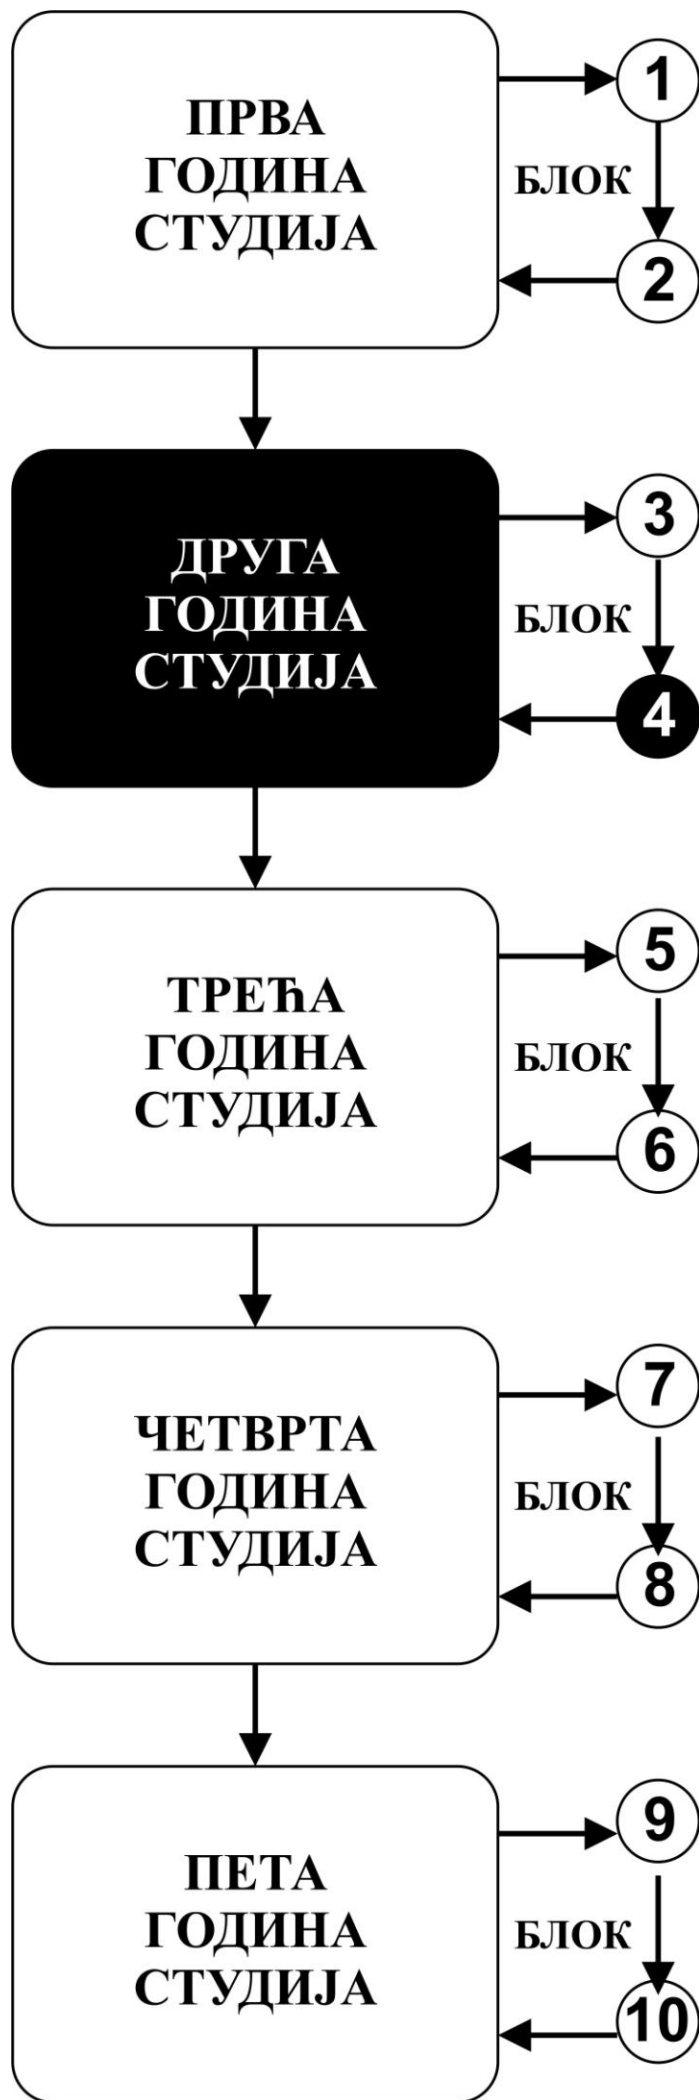 ПРВА
ГОДИНА
СТУДИЈА
1
БЛОК
2
ДРУГА
ГОДИНА
СТУДИЈА
3
БЛОК
4
ТРЕЋА
ГОДИНА
СТУДИЈА
5
БЛОК
6
ЧЕТВРТА
ГОДИНА
СТУДИЈА
7
БЛОК
8
ПЕТА
ГОДИНА
СТУДИЈА
9
БЛОК
10